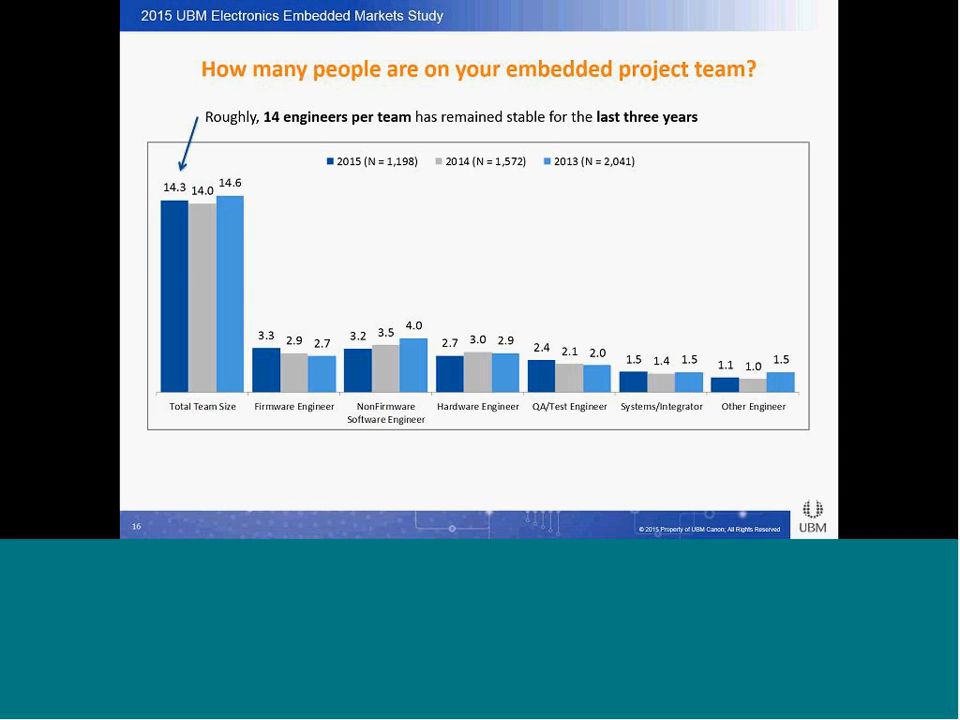 2015 UBM Electronics Embedded Markets Study
How many people are on your embedded project team?
Roughly, 14 engineers per team has remained stable for the last three years
2015 (N = 1,198) 2014 (N = 1,572) 2013 (N = 2,041)
14.3 14.0 14.6
3.3 2.9 2.7
3.2 3.5 4.0
2.7 3.0 2.9
2.4 2.1 2.0
1.5 1.4 1.5
1.1 1.0 1.5
Total Team Size Firmware Engineer NonFirmware Hardware Engineer QA/Test Engineer Systems/Integrator Other Engineer
Software Engineer
16
© 2015 Property of UBM Canon; All Rights Reserved
UBM